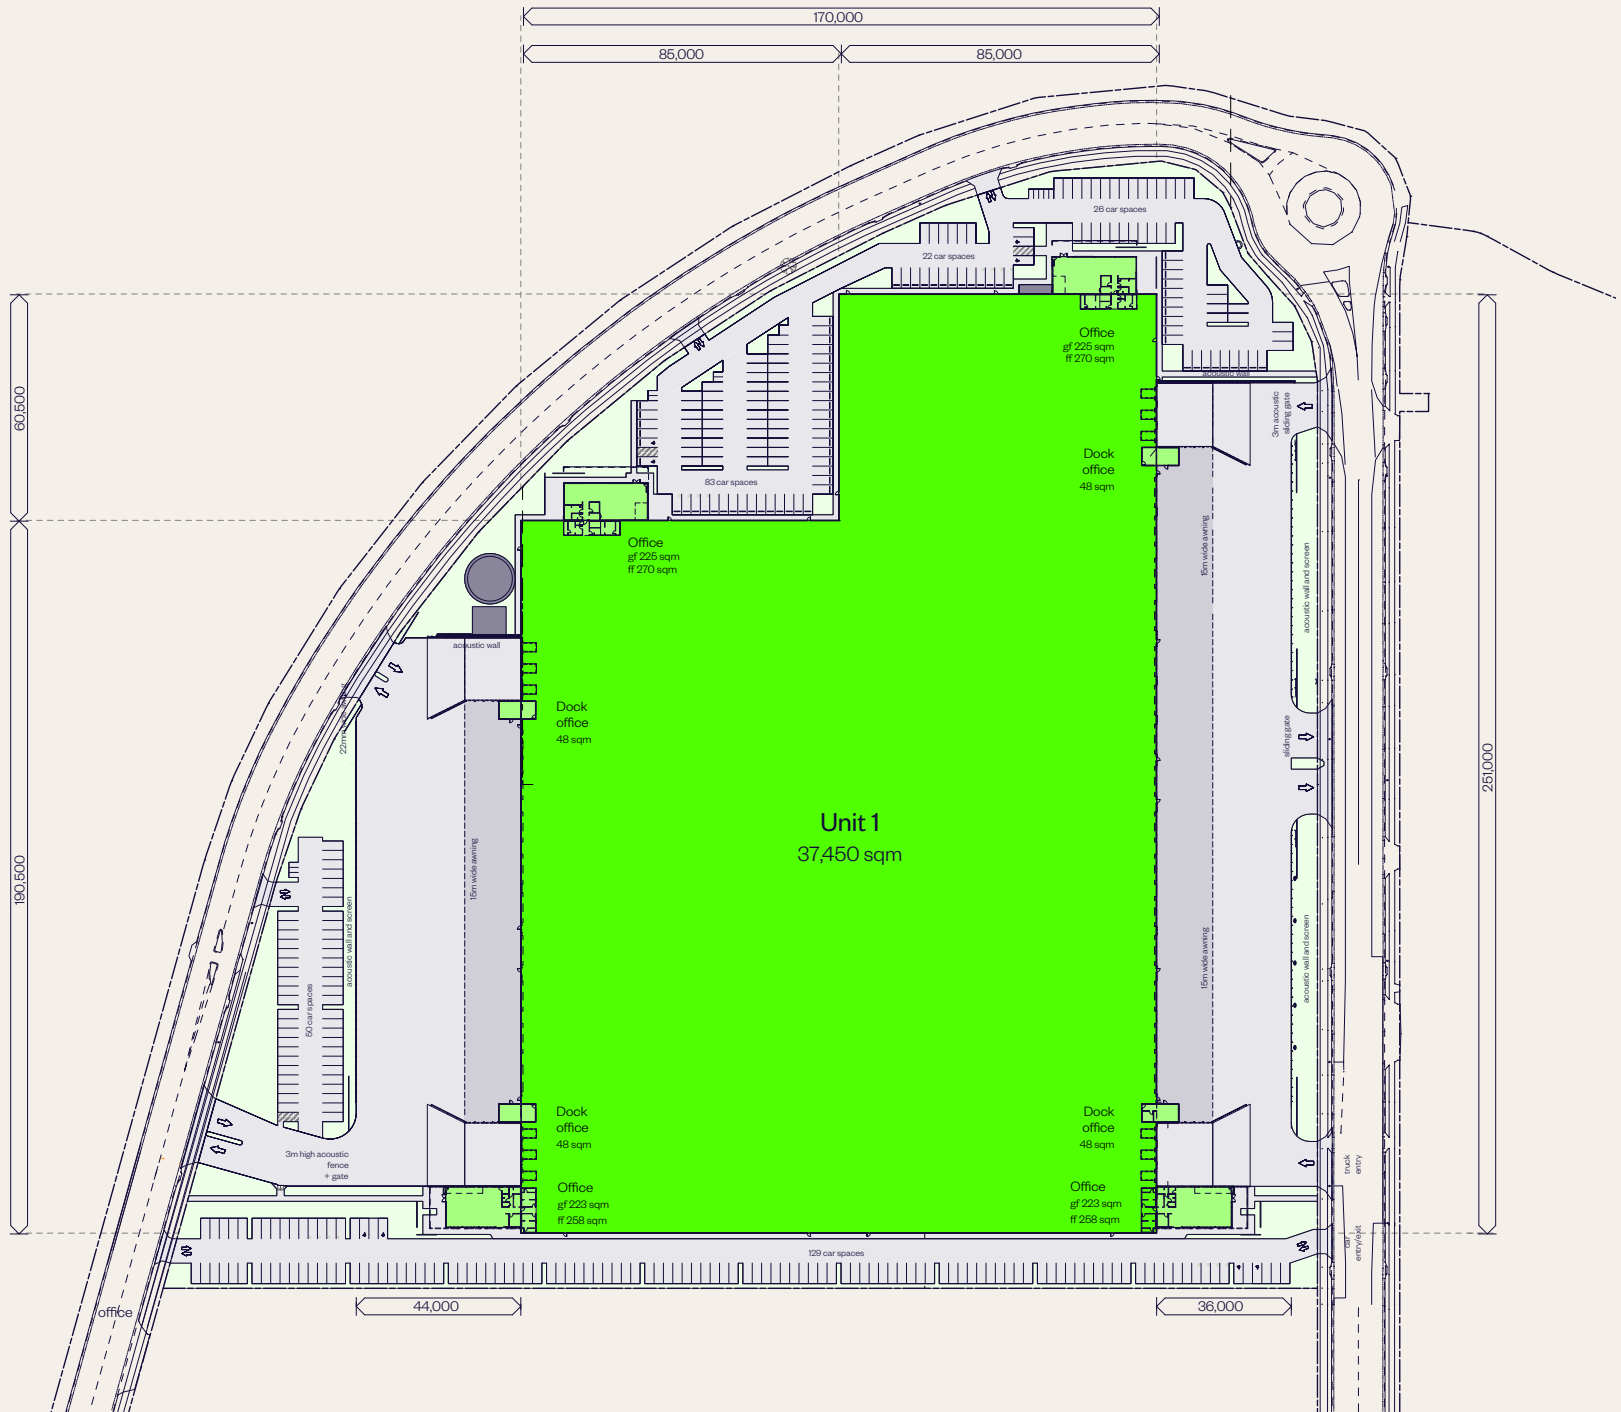 170,000
85,000
85,000
26 car spaces
22 car spaces
Office
gf 225 sqm
ff 270 sqm
acoustic wall
3m acoustic
sliding gate
60,500
83 car spaces
Dock
office
48 sqm
Office
gf 225 sqm
ff 270 sqm
15m wide awning
acoustic wall and screen
acoustic wall
Dock
office
48 sqm
sliding gate
251,000
Unit 1
37,450 sqm
190,500
15m wide awning
acoustic wall and screen
15m wide awning
acoustic wall and screen
50 car spaces
Dock
office
48 sqm
Dock
office
48 sqm
3m high acoustic
fence
+ gate
truck
entry
Office
gf 223 sqm
ff 258 sqm
Office
gf 223 sqm
ff 258 sqm
car
entry/exit
129 car spaces
44,000
36,000
office